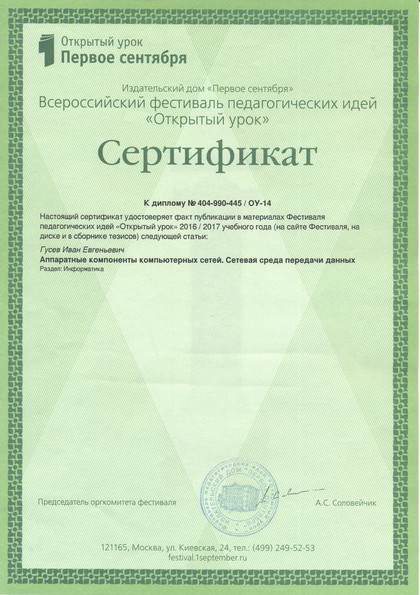 Открытый урок
Первое сентября
Издательский дом «Первое сентября»
Всероссийский фестиваль педагогических идей
«Открытый урок»
Сертификат
К диплому № 404-990-445 / ОУ-14
Настоящий сертификат удостоверяет факт публикации в материалах Фестиваля
педагогических идей «Открытый урок» 2016 / 2017 учебного года (на сайте Фестиваля, на
диске и в сборнике тезисов) следующей статьи:
Гусев Иван Евгеньевич
Аппаратные компоненты компьютерных сетей. Сетевая среда передачи данных
Раздел: Информатика
Председатель оргкомитета фестиваля
А.С. Соловейчик
121165, Москва, ул. Киевская, 24, тел.: (499) 249-52-53
festival.1september.ru